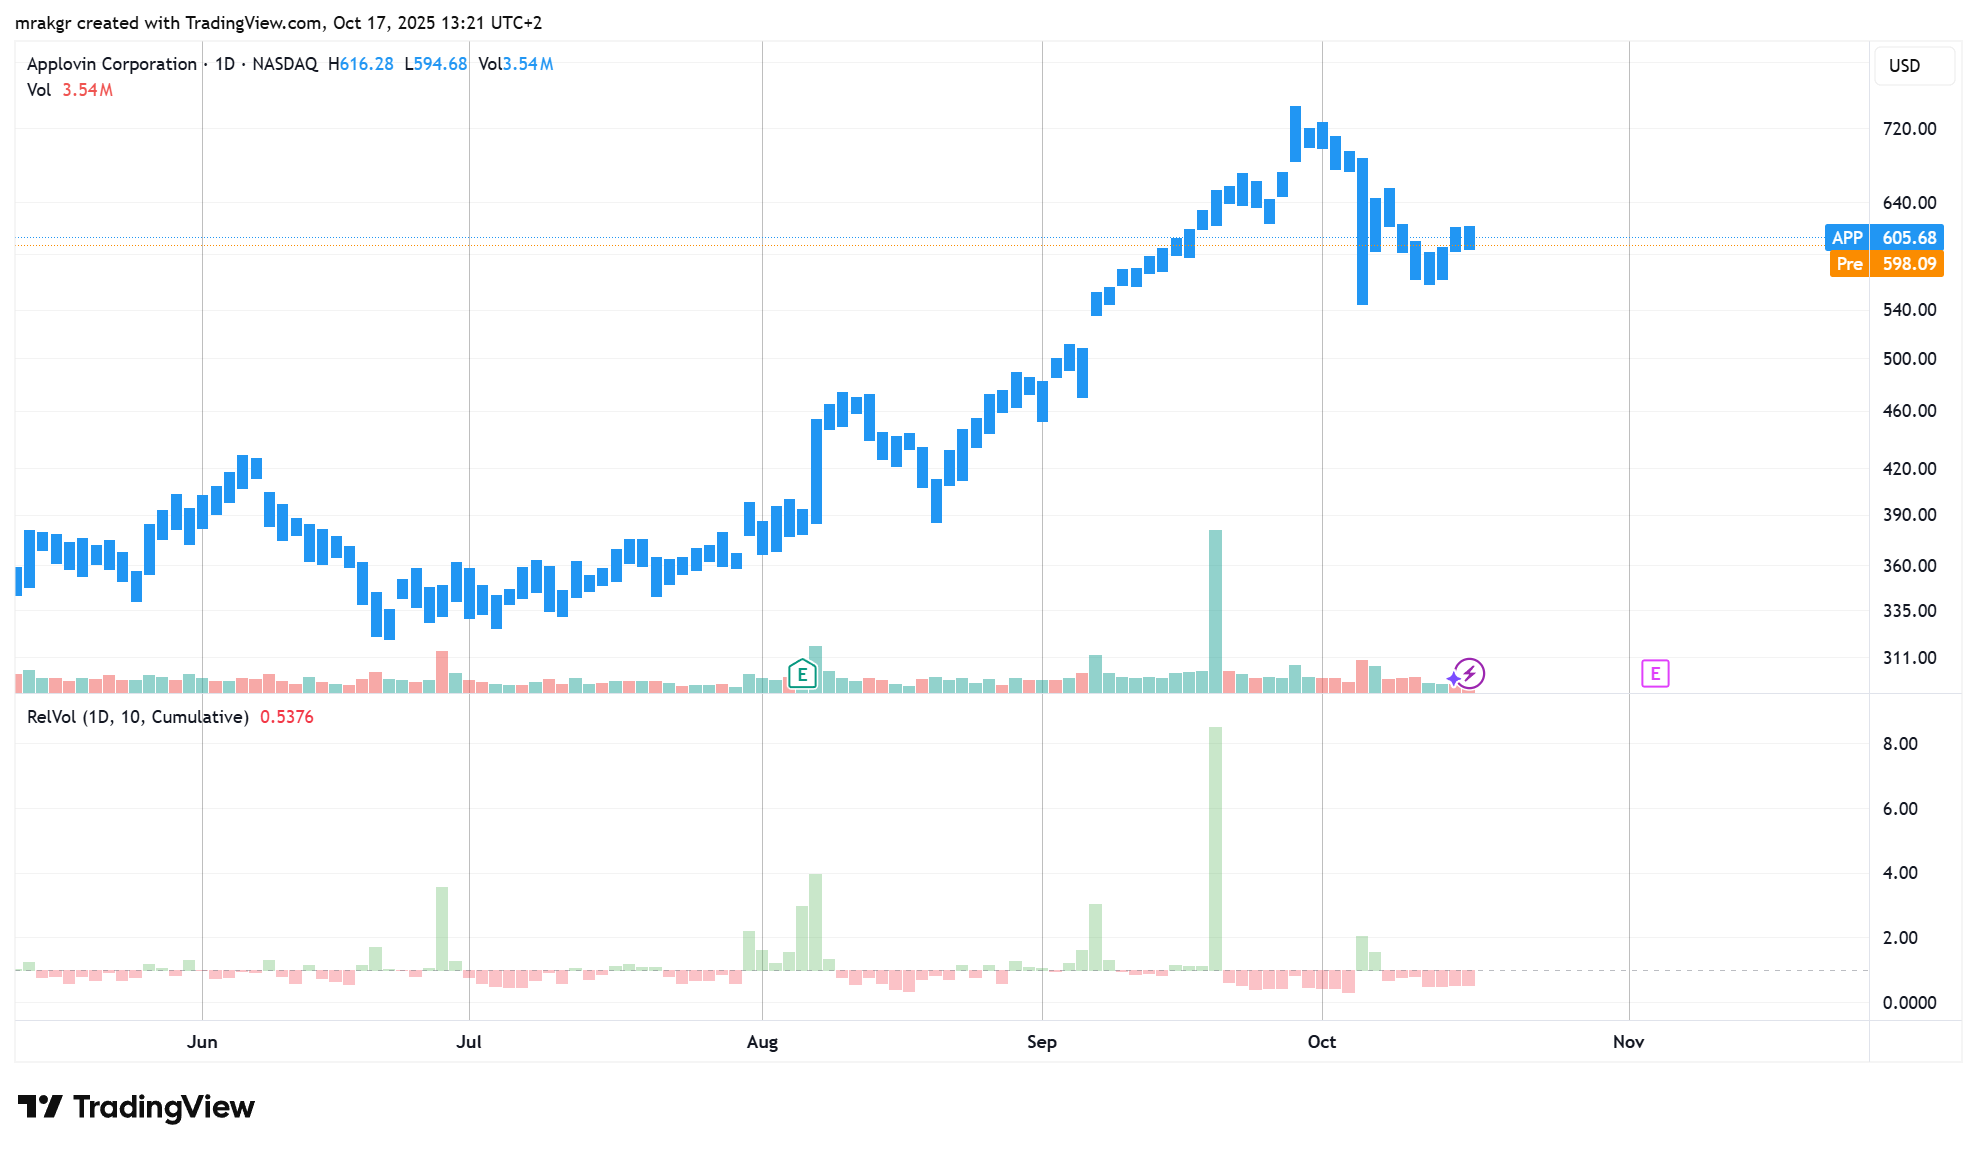 mrakgr created with TradingView.com, Oct 17, 2025 13:21 UTC+2
Applovin Corporation · 1D · NASDAQ H616.28 L594.68 Vol3.54M
Vol 3.54M
USD
720.00
640.00
APP 605.68
Pre 598.09
540.00
500.00
460.00
420.00
390.00
360.00
335.00
311.00
E
E
RelVol (1D, 10, Cumulative) 0.5376
8.00
6.00
4.00
2.00
0.0000
Jun Jul Aug Sep Oct Nov
TradingView